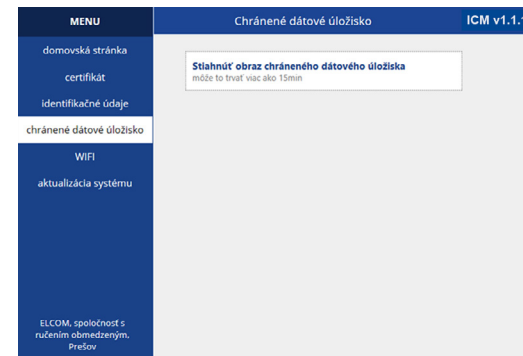 MENU
Chránené dátové úložisko
ICM v1.1.
domovská stránka
certifikát
identifikačné údaje
chránené dátové úložisko
WIFI
aktualizácia systému
Stiahnúť obraz chráneného dátového úložiska
môže to trvať viac ako 15min
ELCOM, spoločnosť s
ručením obmedzeným,
Prešov